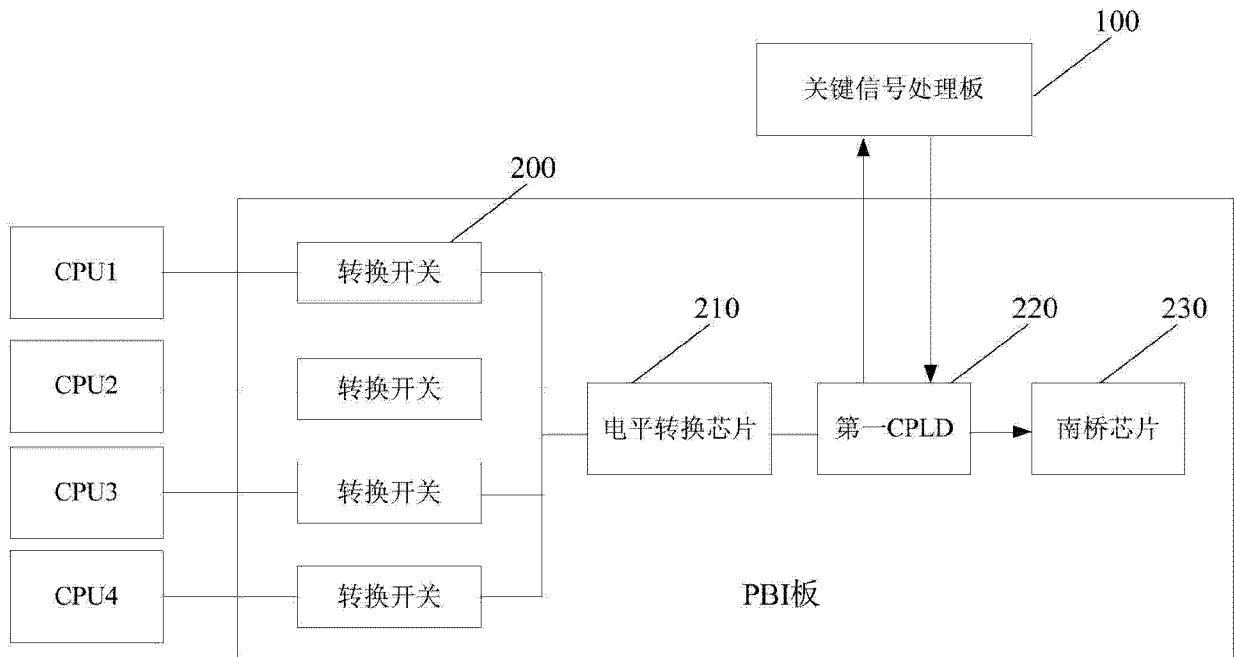 100
关键信号处理板
200
CPU1
转换开关
210
220
230
CPU2
转换开关
电平转换芯片
第一CPLD
南桥芯片
CPU3
转换开关
CPU4
转换开关
PBI板